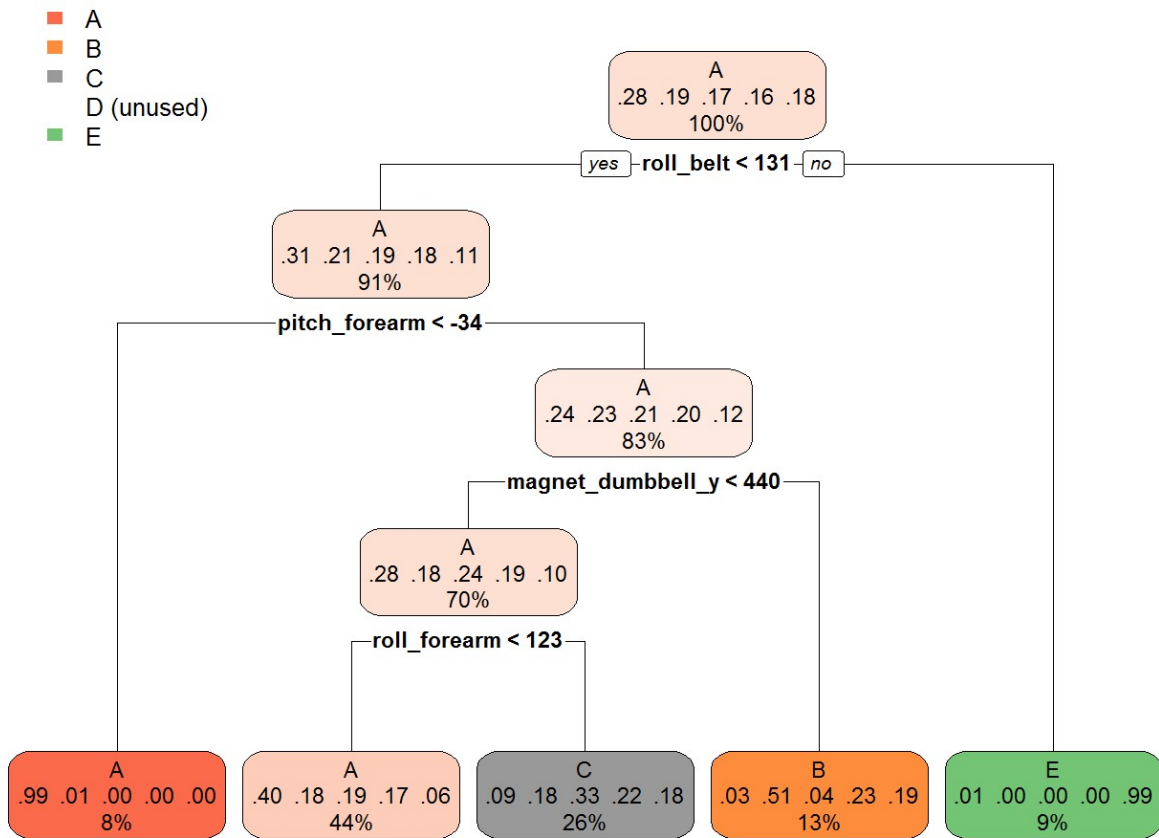 A
B
C
D (unused)
E
A
.28 .19 .17 .16 .18
100%
yes roll_belt < 131 no
A
.31 .21 .19 .18 .11
91%
pitch_forearm < -34
A
.24 .23 .21 .20 .12
83%
magnet_dumbbell_y < 440
A
.28 .18 .24 .19 .10
70%
roll_forearm < 123
A
.99 .01 .00 .00 .00
8%
A
.40 .18 .19 .17 .06
44%
C
.09 .18 .33 .22 .18
26%
B
.03 .51 .04 .23 .19
13%
E
.01 .00 .00 .00 .99
9%